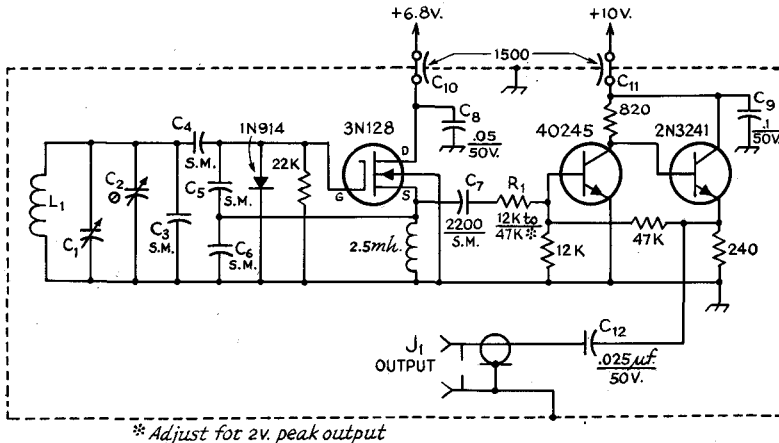 +6.8V.
+10V.
1500
C10
C11
C4
S.M.
1N914
22K
3N128
D
G
S
C8
.05
50V.
820
40245
2N3241
C9
.1
50V.
L1
C1
C2
C3
S.M.
C5
S.M.
C6
S.M.
2.5mh.
C7
2200
S.M.
R1
12K to
47K*
12K
47K
240
J1
OUTPUT
C12
.025µf.
50V.
* Adjust for 2v. peak output